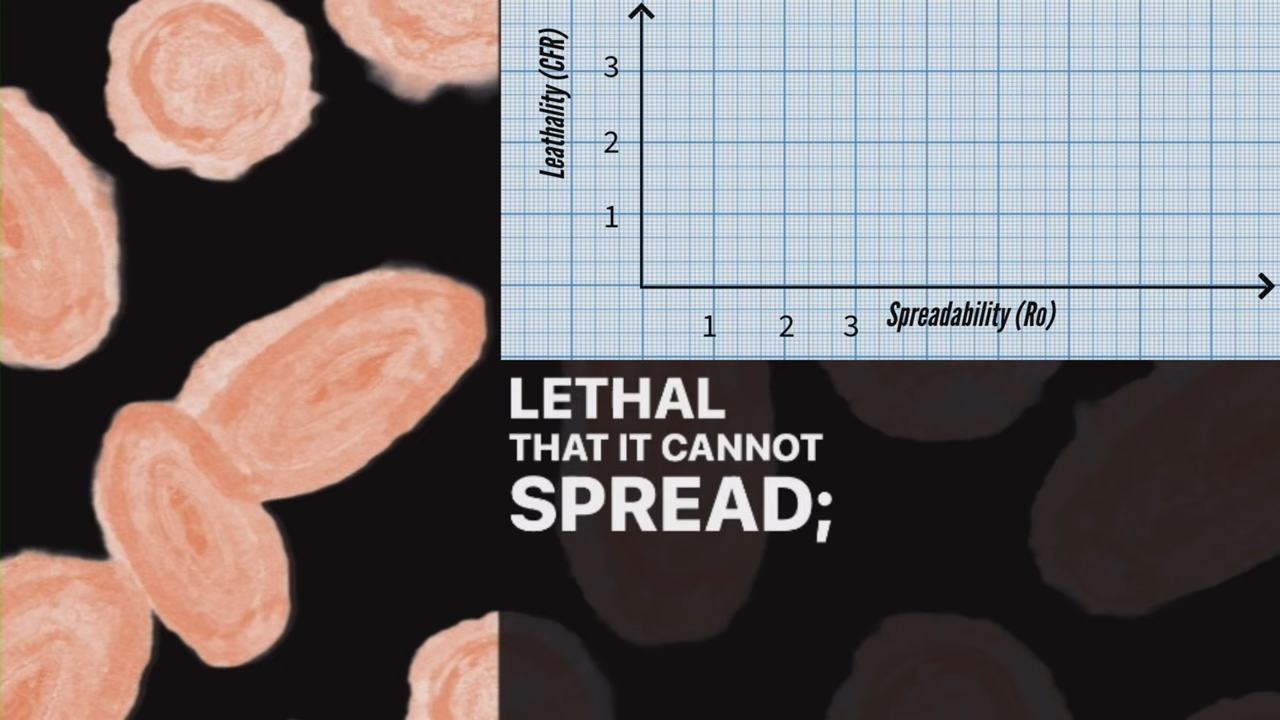 Leathality (CFR)
3
2
1
1 2 3
Spreadability (Ro)
LETHAL
THAT IT CANNOT
SPREAD;